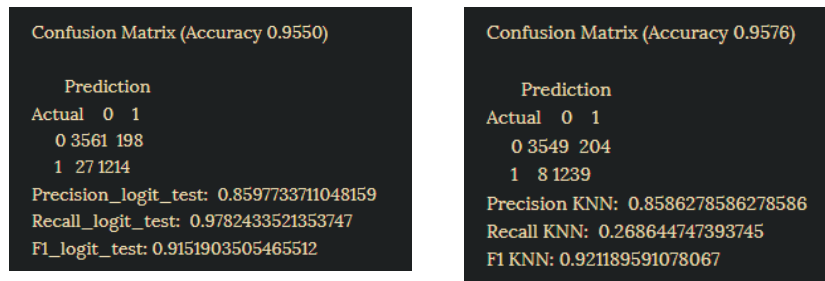 Confusion Matrix (Accuracy 0.9550)
Prediction
Actual 0 1
0 3561 198
1 27 1214
Precision_logit_test: 0.8597733711048159
Recall_logit_test: 0.9782433521353747
F1_logit_test: 0.9151903505465512
Confusion Matrix (Accuracy 0.9576)
Prediction
Actual 0 1
0 3549 204
1 8 1239
Precision KNN: 0.8586278586278586
Recall KNN: 0.268644747393745
F1 KNN: 0.921189591078067